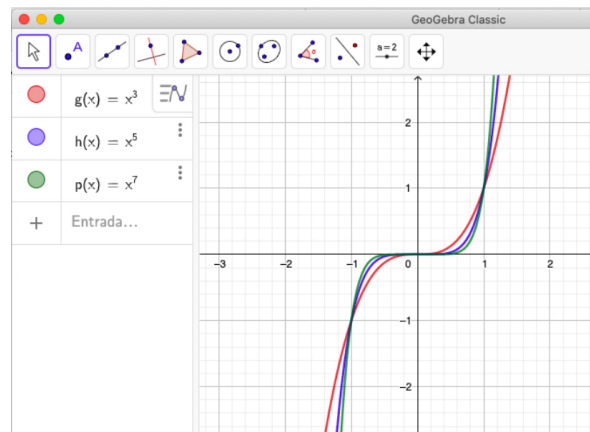 GeoGebra Classic
A
a=2
g(x) = x³
h(x) = x⁵
p(x) = x⁷
+ Entrada...
2
1
−3 −2 −1 0 1 2
−1
−2